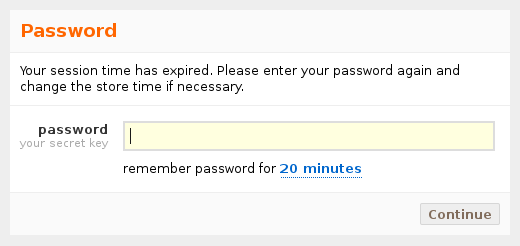 Password
Your session time has expired. Please enter your password again and
change the store time if necessary.
password
your secret key
remember password for 20 minutes
Continue